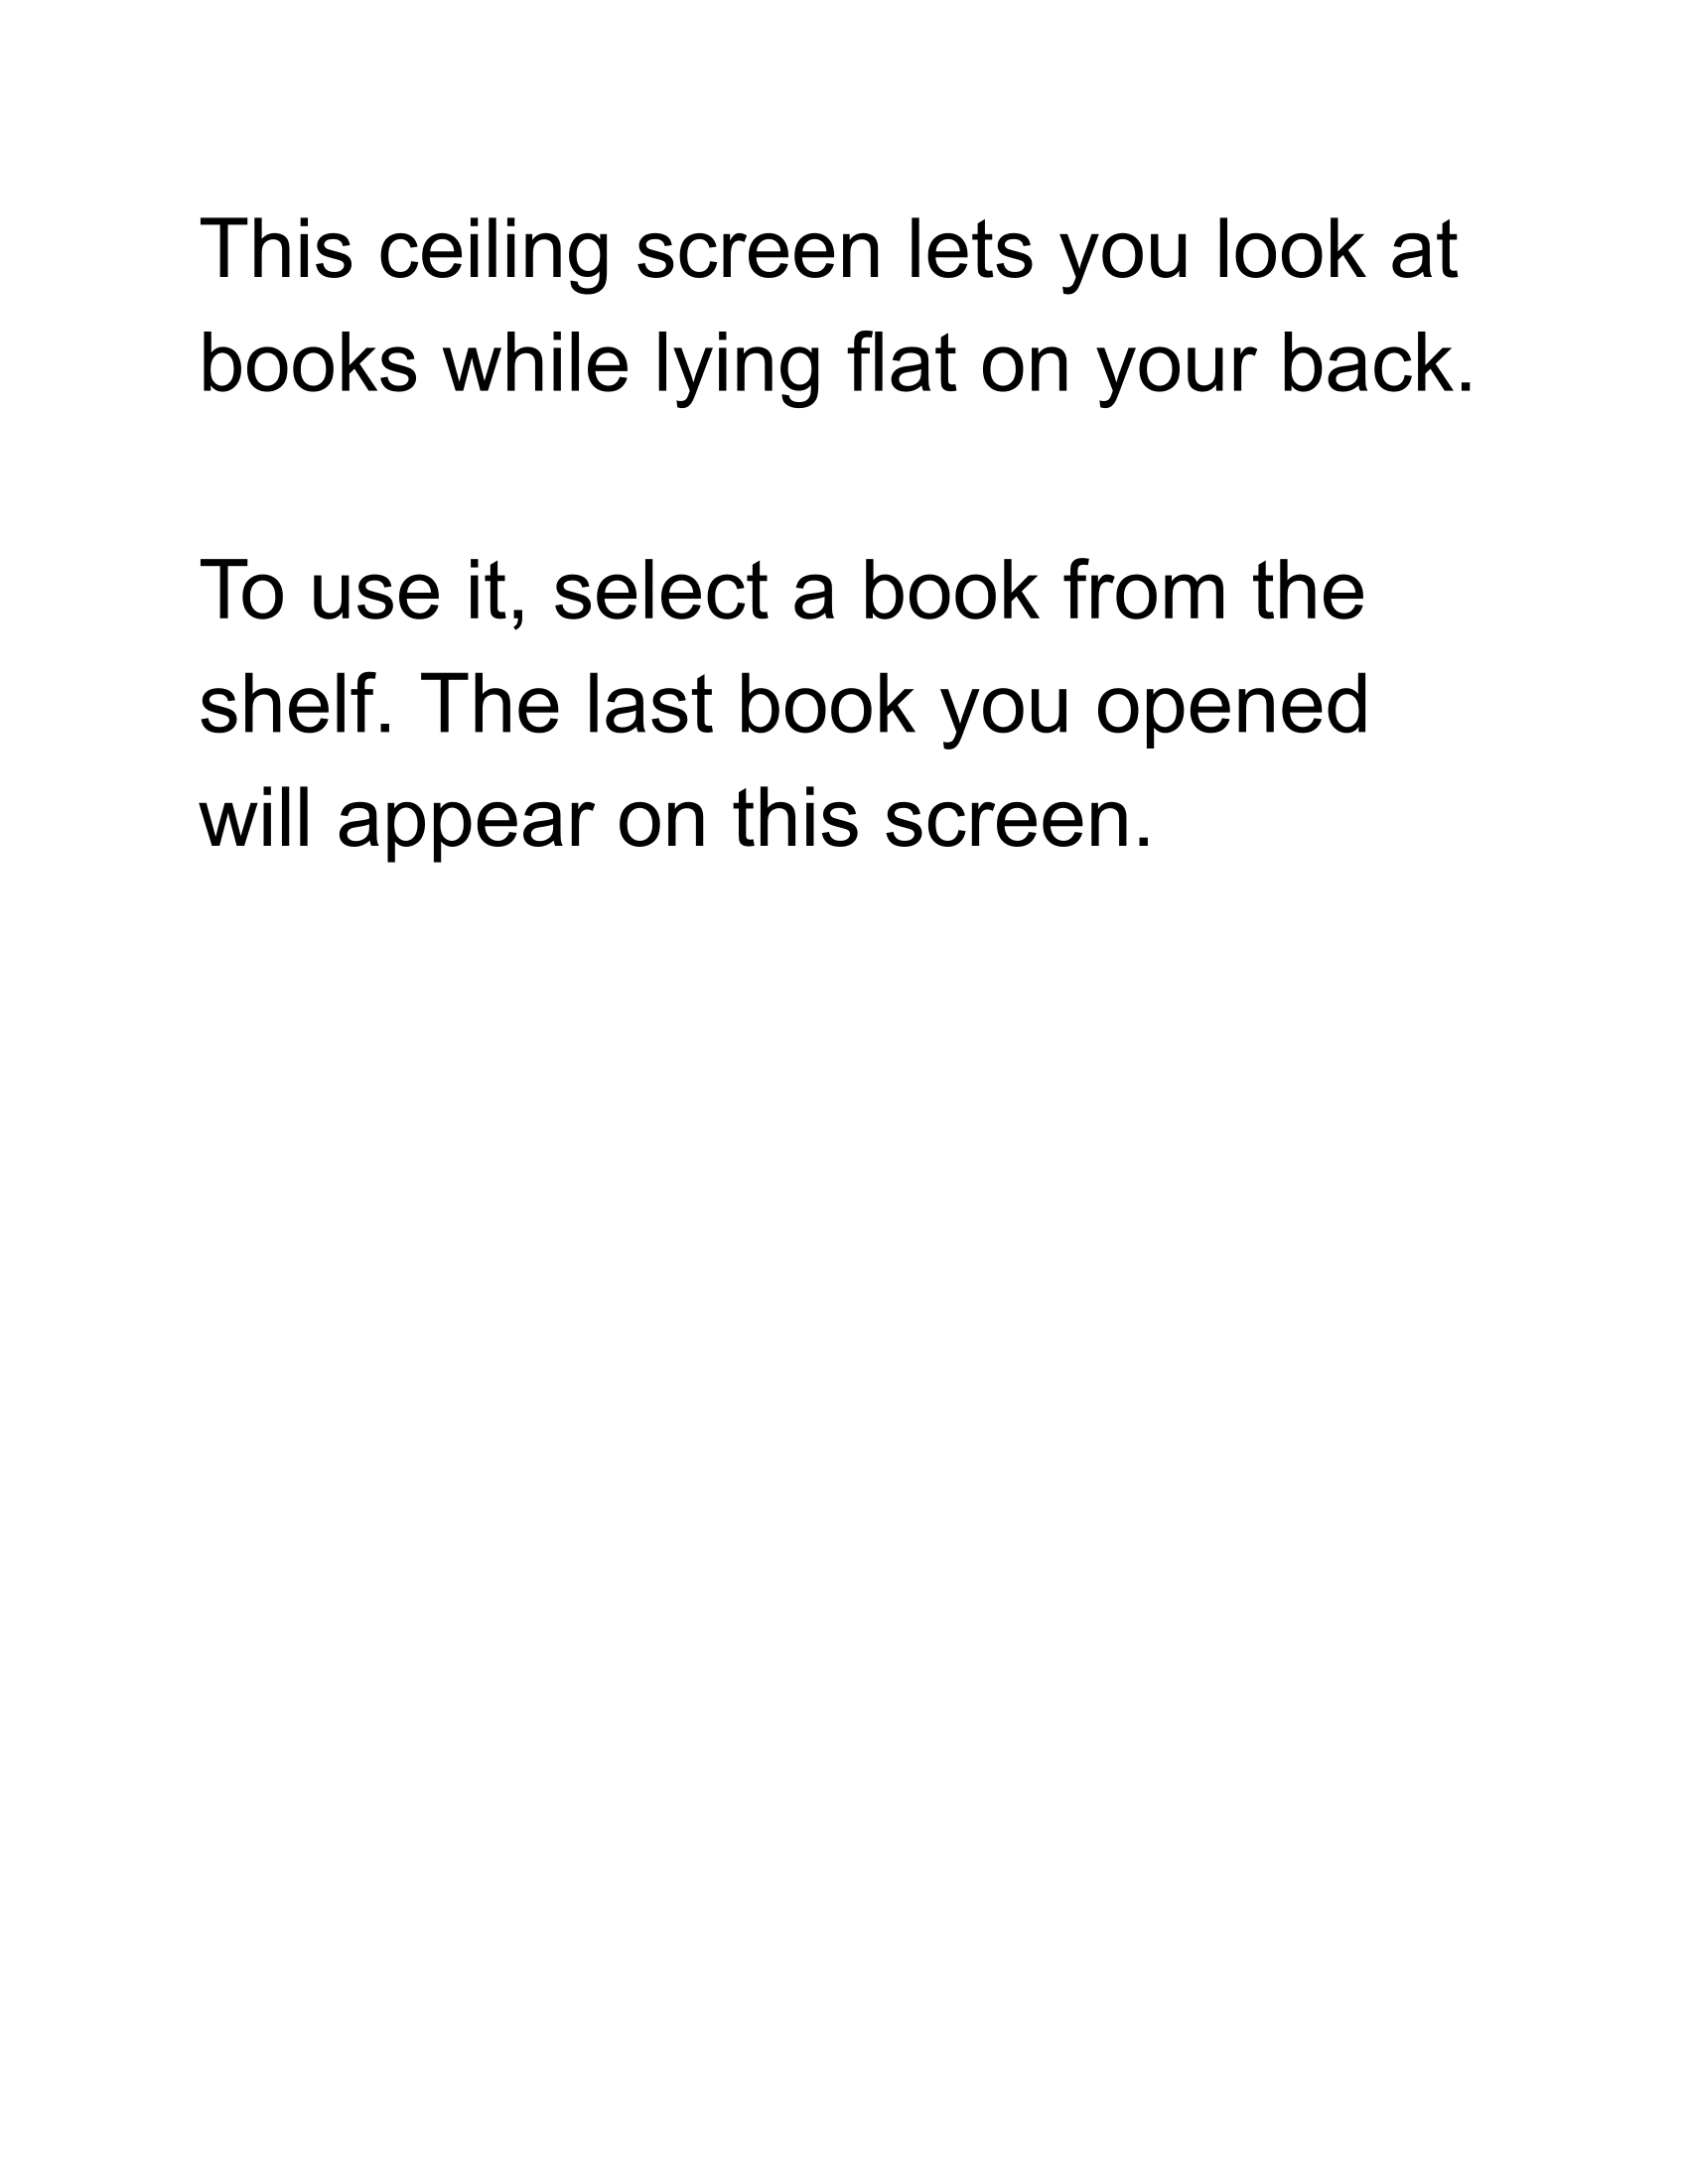 This ceiling screen lets you look at
books while lying flat on your back.
To use it, select a book from the
shelf. The last book you opened
will appear on this screen.